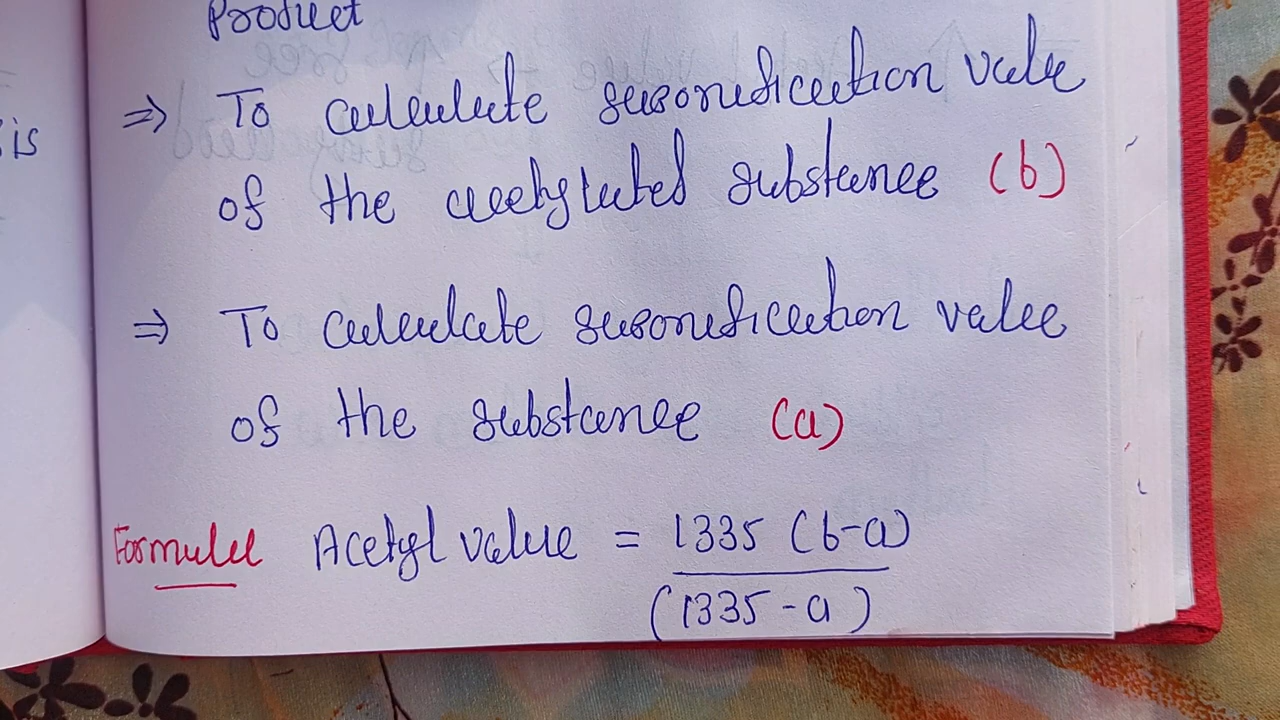 is
Product
⇒ To calculate saponification value
of the acetylated substance (b)
⇒ To calculate saponification value
of the substance (a)
Formula Acetyl value = 1335 (b-a)
(1335-a)